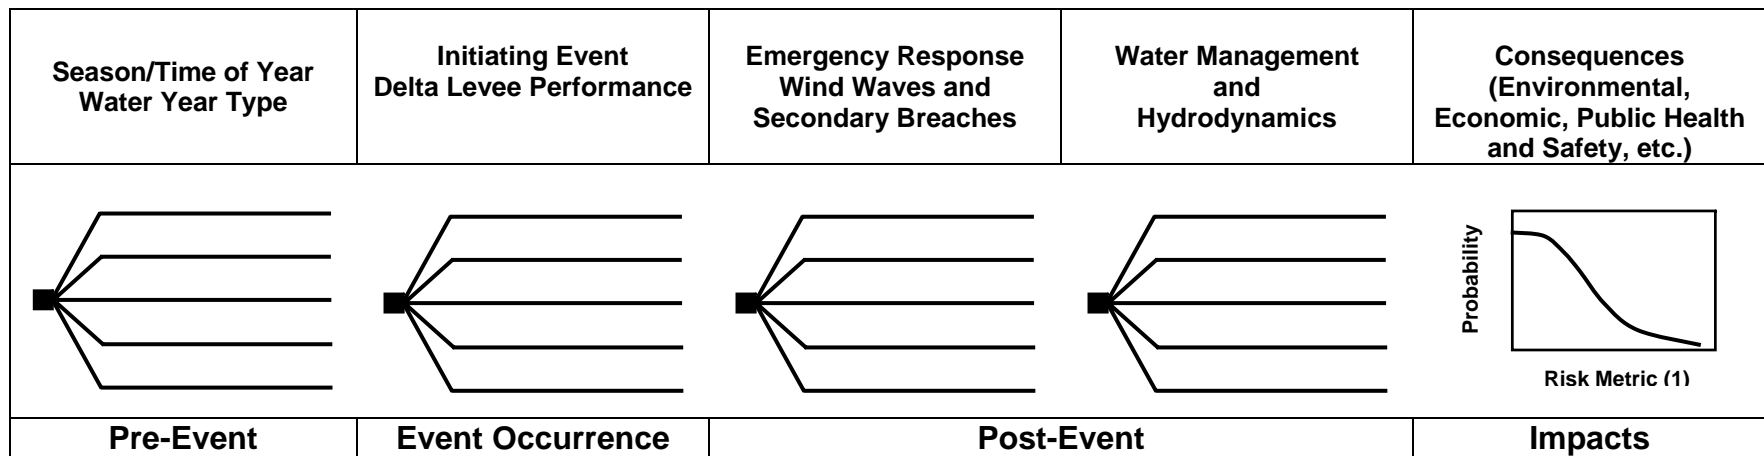 Season/Time of Year
Water Year Type
Initiating Event
Delta Levee Performance
Emergency Response
Wind Waves and
Secondary Breaches
Water Management
and
Hydrodynamics
Consequences
(Environmental,
Economic, Public Health
and Safety, etc.)
Probability
Risk Metric (1)
Pre-Event
Event Occurrence
Post-Event
Impacts